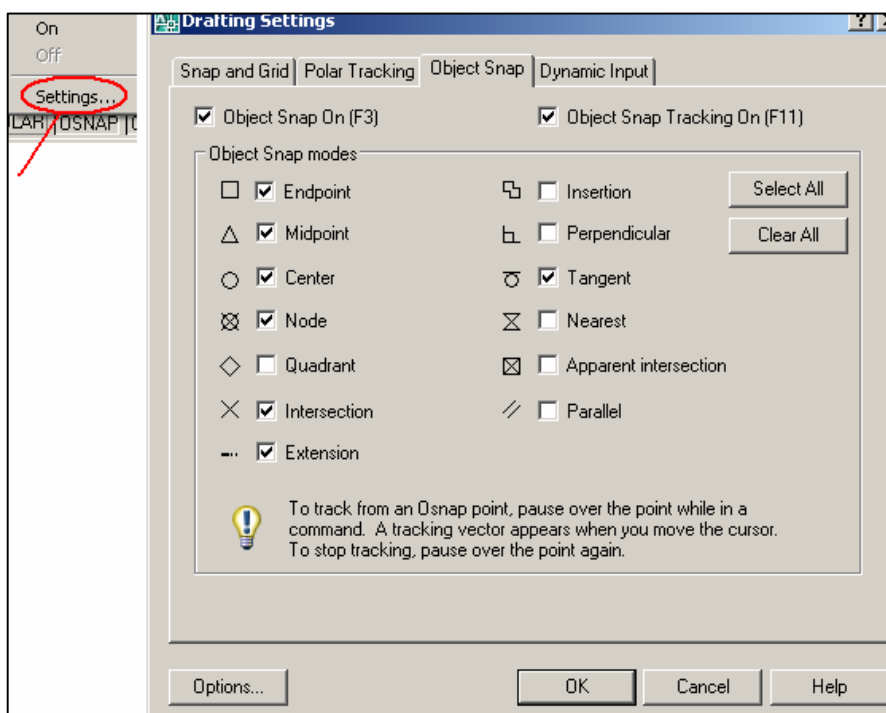 On
Off
Settings...
OSNAP
Drafting Settings
Snap and Grid
Polar Tracking
Object Snap
Dynamic Input
Object Snap On (F3)
Object Snap Tracking On (F11)
Object Snap modes
Endpoint
Insertion
Select All
Midpoint
Perpendicular
Clear All
Center
Tangent
Node
Nearest
Quadrant
Apparent intersection
Intersection
Parallel
Extension
To track from an Osnap point, pause over the point while in a
command. A tracking vector appears when you move the cursor.
To stop tracking, pause over the point again.
Options...
OK
Cancel
Help